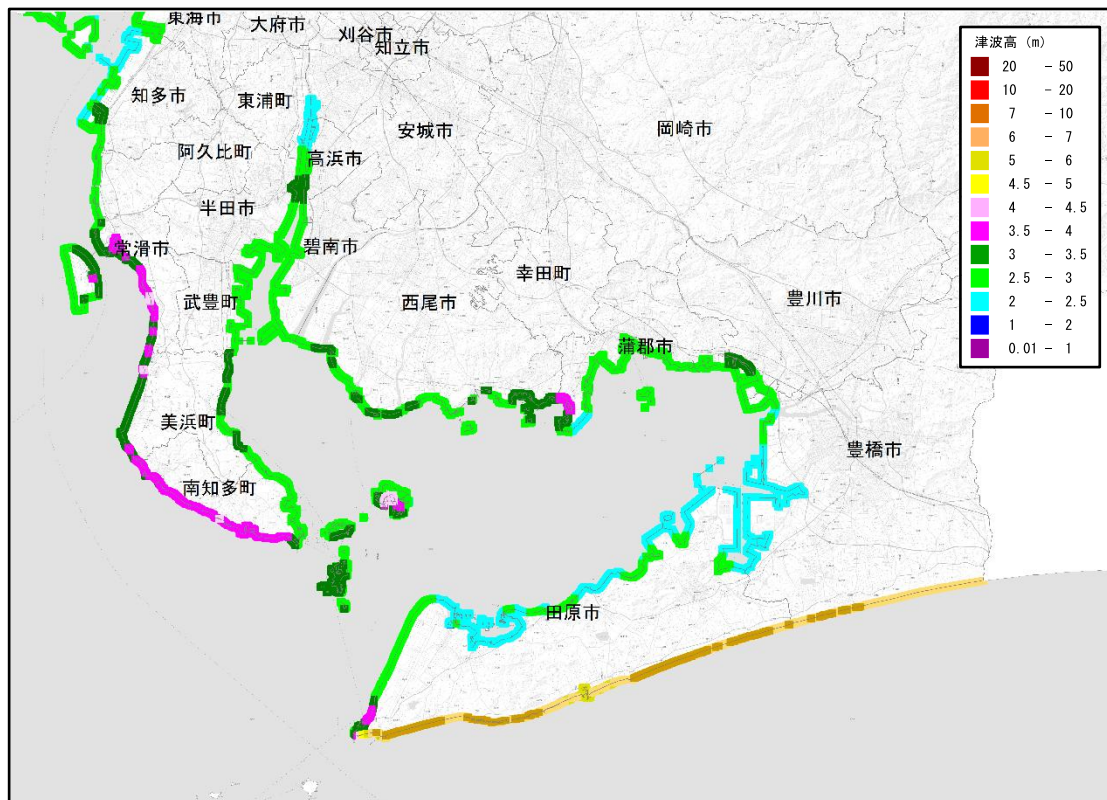 東海市
大府市
刈谷市
知立市
知多市
東浦町
安城市
岡崎市
阿久比町
高浜市
半田市
常滑市
碧南市
武豊町
西尾市
幸田町
豊川市
蒲郡市
美浜町
豊橋市
南知多町
田原市
津波高 (m)
20 - 50
10 - 20
7 - 10
6 - 7
5 - 6
4.5 - 5
4 - 4.5
3.5 - 4
3 - 3.5
2.5 - 3
2 - 2.5
1 - 2
0.01 - 1